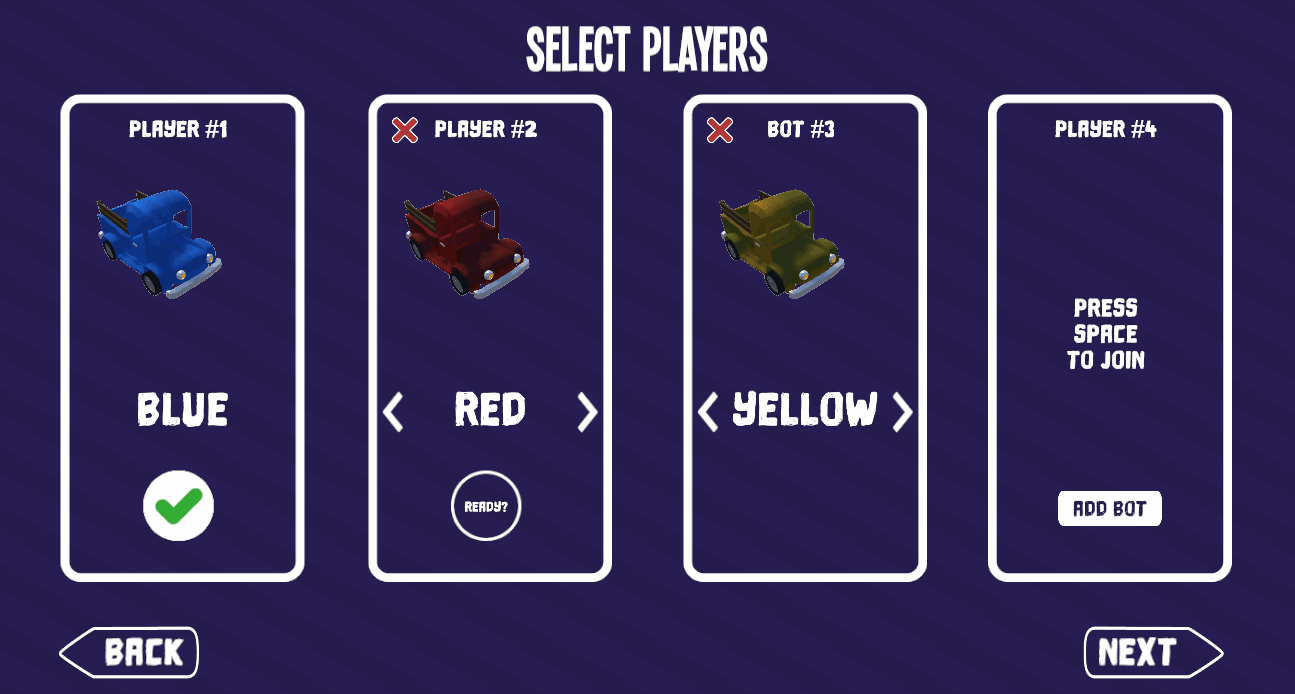 SELECT PLAYERS
PLAYER #1
BLUE
PLAYER #2
RED
READY?
BOT #3
YELLOW
PLAYER #4
PRESS
SPACE
TO JOIN
ADD BOT
BACK
NEXT